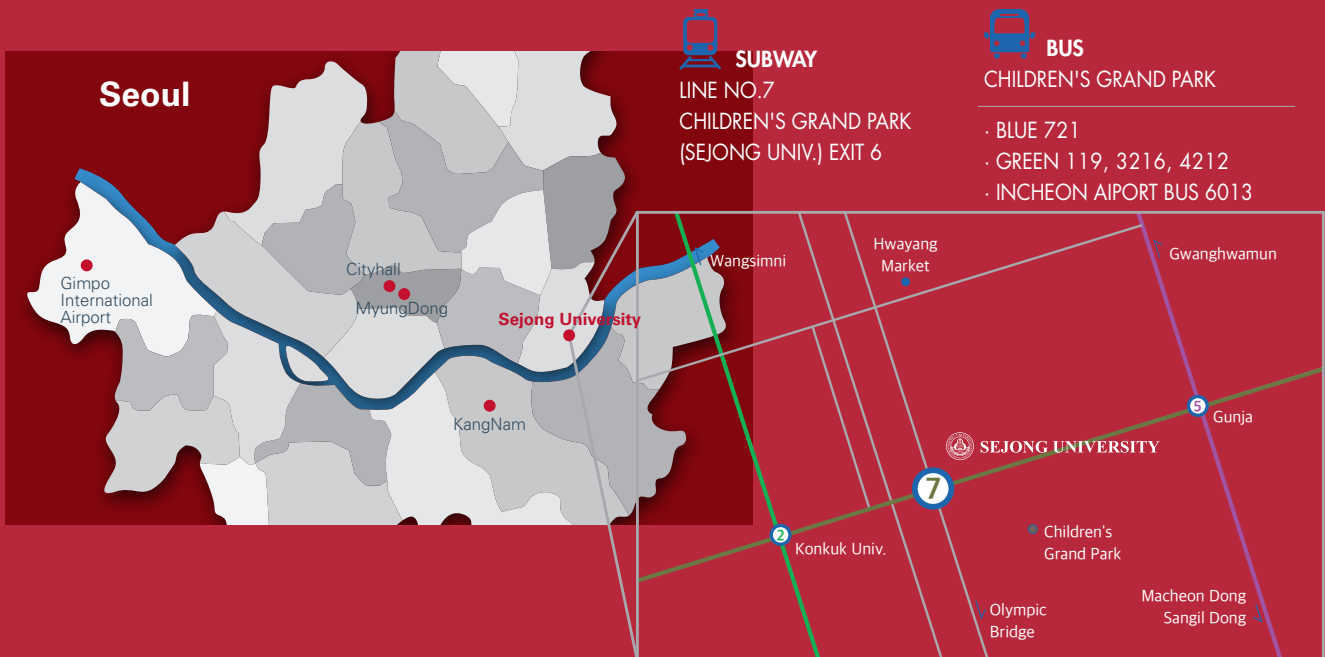 Seoul
Gimpo
International
Airport
Cityhall
MyungDong
Sejong University
KangNam
SUBWAY
LINE NO.7
CHILDREN'S GRAND PARK
(SEJONG UNIV.) EXIT 6
BUS
CHILDREN'S GRAND PARK
· BLUE 721
· GREEN 119, 3216, 4212
· INCHEON AIPORT BUS 6013
Wangsimni
Hwayang
Market
Gwanghwamun
5
Gunja
SEJONG UNIVERSITY
7
2
Konkuk Univ.
Children's
Grand Park
Olympic
Bridge
Macheon Dong
Sangil Dong